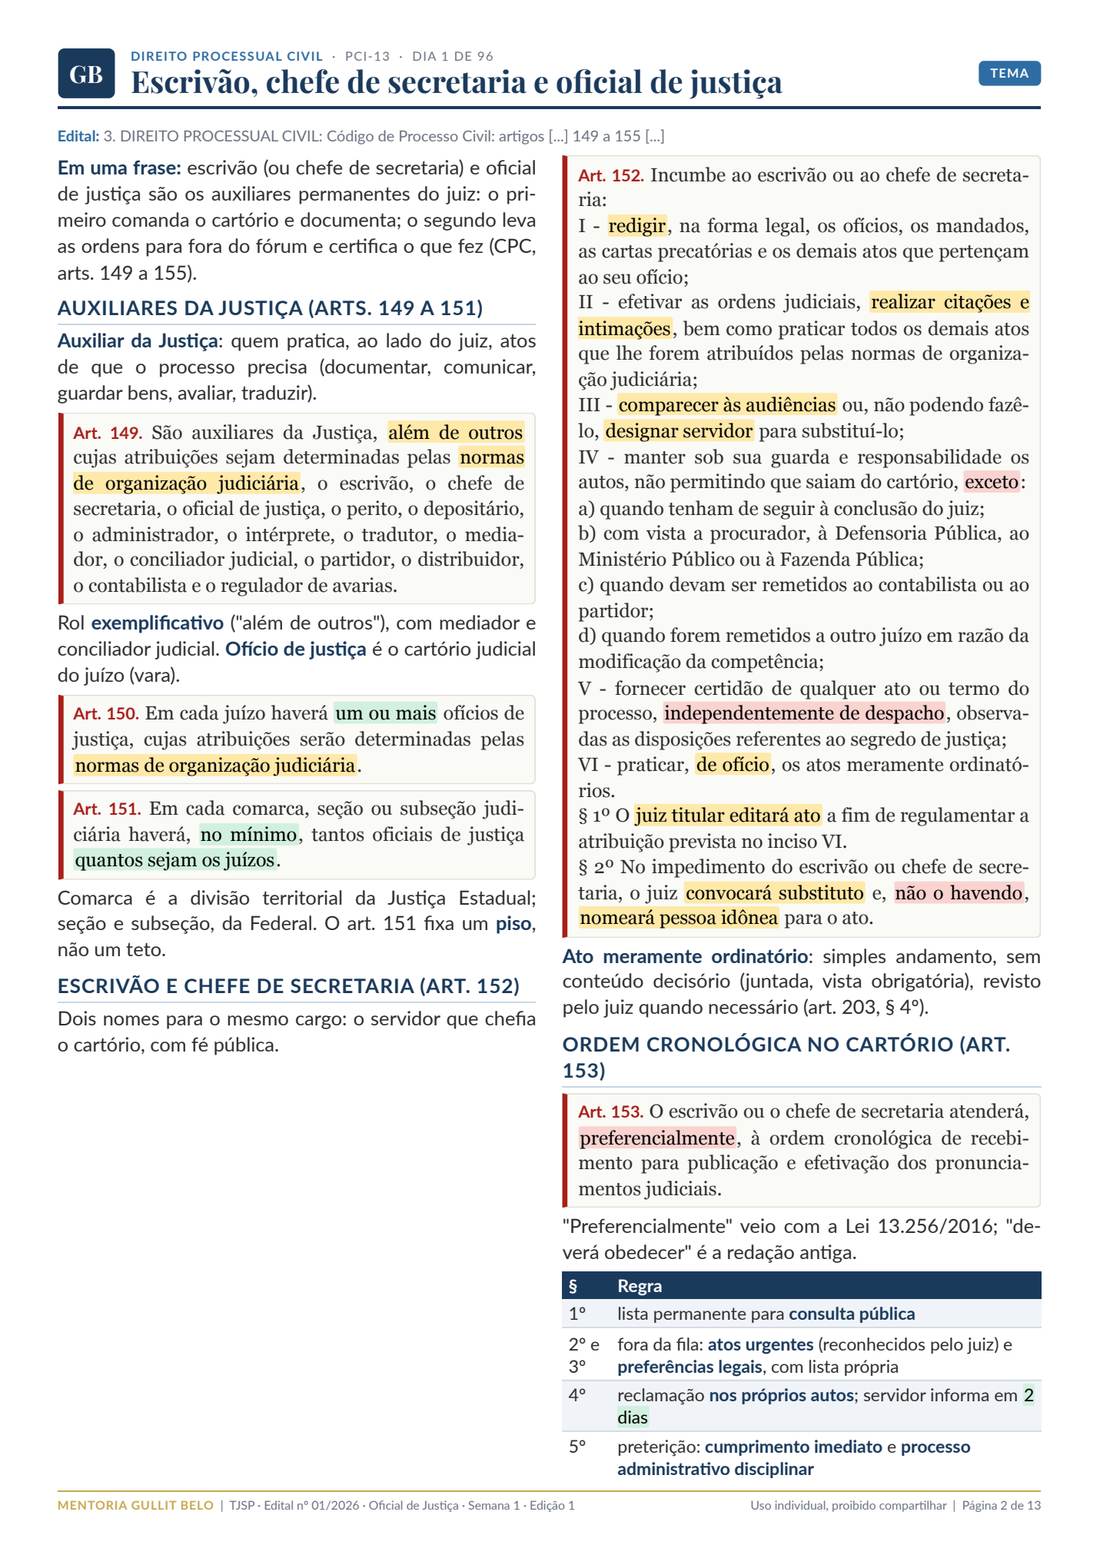 GB
DIREITO PROCESSUAL CIVIL · PCI-13 · DIA 1 DE 96
Escrivão, chefe de secretaria e oficial de justiça
TEMA
Edital: 3. DIREITO PROCESSUAL CIVIL: Código de Processo Civil: artigos [...] 149 a 155 [...]
Em uma frase: escrivão (ou chefe de secretaria) e oficial
de justiça são os auxiliares permanentes do juiz: o pri-
meiro comanda o cartório e documenta; o segundo leva
as ordens para fora do fórum e certifica o que fez (CPC,
arts. 149 a 155).
AUXILIARES DA JUSTIÇA (ARTS. 149 A 151)
Auxiliar da Justiça: quem pratica, ao lado do juiz, atos
de que o processo precisa (documentar, comunicar,
guardar bens, avaliar, traduzir).
Art. 149. São auxiliares da Justiça, além de outros
cujas atribuições sejam determinadas pelas normas
de organização judiciária, o escrivão, o chefe de
secretaria, o oficial de justiça, o perito, o depositário,
o administrador, o intérprete, o tradutor, o media-
dor, o conciliador judicial, o partidor, o distribuidor,
o contabilista e o regulador de avarias.
Rol exemplificativo ("além de outros"), com mediador e
conciliador judicial. Ofício de justiça é o cartório judicial
do juízo (vara).
Art. 150. Em cada juízo haverá um ou mais ofícios de
justiça, cujas atribuições serão determinadas pelas
normas de organização judiciária.
Art. 151. Em cada comarca, seção ou subseção judi-
ciária haverá, no mínimo, tantos oficiais de justiça
quantos sejam os juízos.
Comarca é a divisão territorial da Justiça Estadual;
seção e subseção, da Federal. O art. 151 fixa um piso,
não um teto.
ESCRIVÃO E CHEFE DE SECRETARIA (ART. 152)
Dois nomes para o mesmo cargo: o servidor que chefia
o cartório, com fé pública.
Art. 152. Incumbe ao escrivão ou ao chefe de secreta-
ria:
I - redigir, na forma legal, os ofícios, os mandados,
as cartas precatórias e os demais atos que pertençam
ao seu ofício;
II - efetivar as ordens judiciais, realizar citações e
intimações, bem como praticar todos os demais atos
que lhe forem atribuídos pelas normas de organiza-
ção judiciária;
III - comparecer às audiências ou, não podendo fazê-
lo, designar servidor para substituí-lo;
IV - manter sob sua guarda e responsabilidade os
autos, não permitindo que saiam do cartório, exceto:
a) quando tenham de seguir à conclusão do juiz;
b) com vista a procurador, à Defensoria Pública, ao
Ministério Público ou à Fazenda Pública;
c) quando devam ser remetidos ao contabilista ou ao
partidor;
d) quando forem remetidos a outro juízo em razão da
modificação da competência;
V - fornecer certidão de qualquer ato ou termo do
processo, independentemente de despacho, observa-
das as disposições referentes ao segredo de justiça;
VI - praticar, de ofício, os atos meramente ordinató-
rios.
§ 1º O juiz titular editará ato a fim de regulamentar a
atribuição prevista no inciso VI.
§ 2º No impedimento do escrivão ou chefe de secre-
taria, o juiz convocará substituto e, não o havendo,
nomeará pessoa idônea para o ato.
Ato meramente ordinatório: simples andamento, sem
conteúdo decisório (juntada, vista obrigatória), revisto
pelo juiz quando necessário (art. 203, § 4º).
ORDEM CRONOLÓGICA NO CARTÓRIO (ART.
153)
Art. 153. O escrivão ou o chefe de secretaria atenderá,
preferencialmente, à ordem cronológica de recebi-
mento para publicação e efetivação dos pronuncia-
mentos judiciais.
"Preferencialmente" veio com a Lei 13.256/2016; "de-
verá obedecer" é a redação antiga.
§ Regra
1º lista permanente para consulta pública
2º e fora da fila: atos urgentes (reconhecidos pelo juiz) e
3º preferências legais, com lista própria
4º reclamação nos próprios autos; servidor informa em 2
dias
5º preterição: cumprimento imediato e processo
administrativo disciplinar
MENTORIA GULLIT BELO | TJSP · Edital nº 01/2026 · Oficial de Justiça · Semana 1 · Edição 1
Uso individual, proibido compartilhar | Página 2 de 13